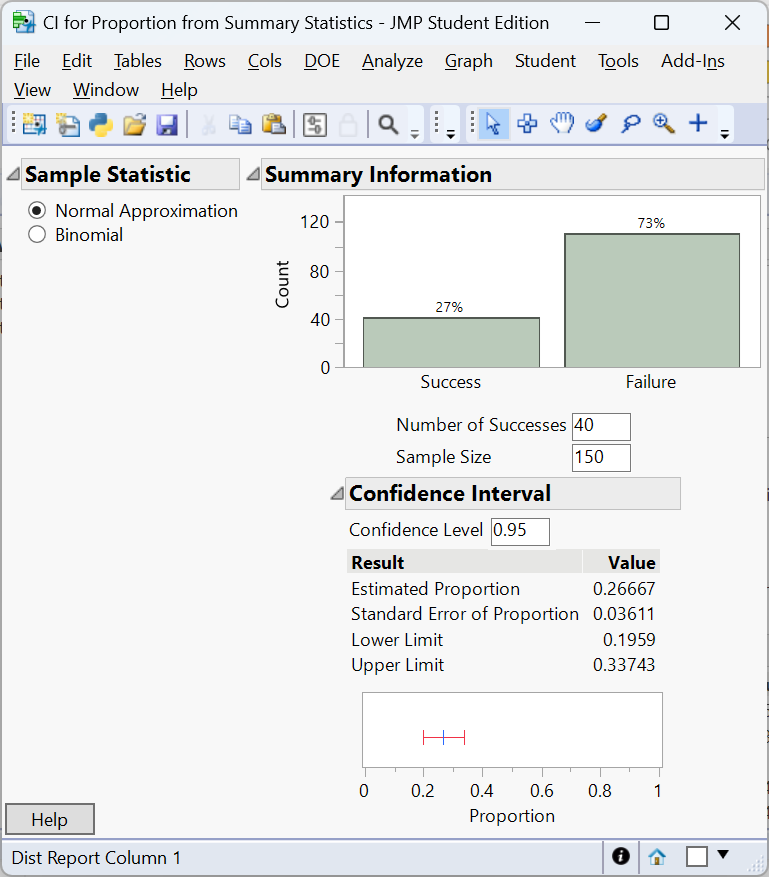 CI for Proportion from Summary Statistics - JMP Student Edition
File Edit Tables Rows Cols DOE Analyze Graph Student Tools Add-Ins
View Window Help
Sample Statistic
Normal Approximation
Binomial
Summary Information
Count
120
80
40
0
27%
73%
Success Failure
Number of Successes 40
Sample Size 150
Confidence Interval
Confidence Level 0.95
Result Value
Estimated Proportion 0.26667
Standard Error of Proportion 0.03611
Lower Limit 0.1959
Upper Limit 0.33743
0 0.2 0.4 0.6 0.8 1
Proportion
Help
Dist Report Column 1